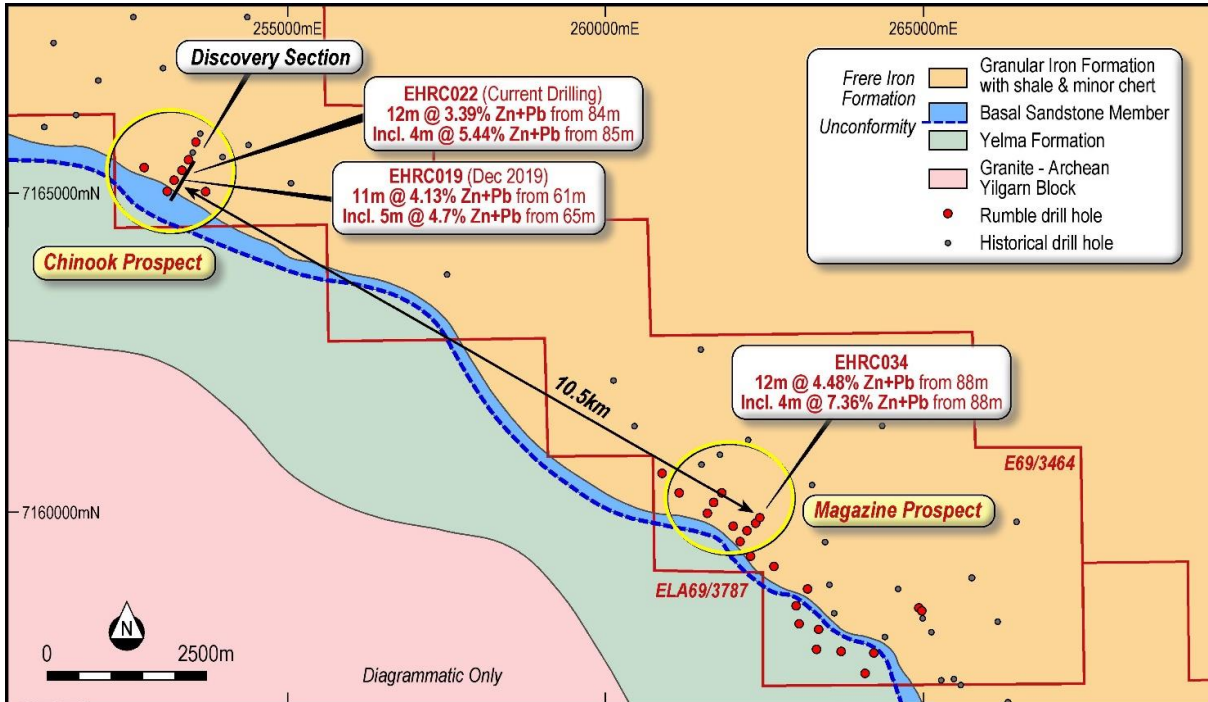 255000mE
260000mE
265000mE
Discovery Section
EHRC022 (Current Drilling)
12m @ 3.39% Zn+Pb from 84m
Incl. 4m @ 5.44% Zn+Pb from 85m
EHRC019 (Dec 2019)
11m @ 4.13% Zn+Pb from 61m
Incl. 5m @ 4.7% Zn+Pb from 65m
Frere Iron
Formation
Unconformity
Granular Iron Formation
with shale & minor chert
Basal Sandstone Member
Yelma Formation
Granite - Archean
Yilgarn Block
Rumble drill hole
Historical drill hole
7165000mN
Chinook Prospect
10.5km
EHRC034
12m @ 4.48% Zn+Pb from 88m
Incl. 4m @ 7.36% Zn+Pb from 88m
E69/3464
7160000mN
Magazine Prospect
ELA69/3787
N
0
2500m
Diagrammatic Only